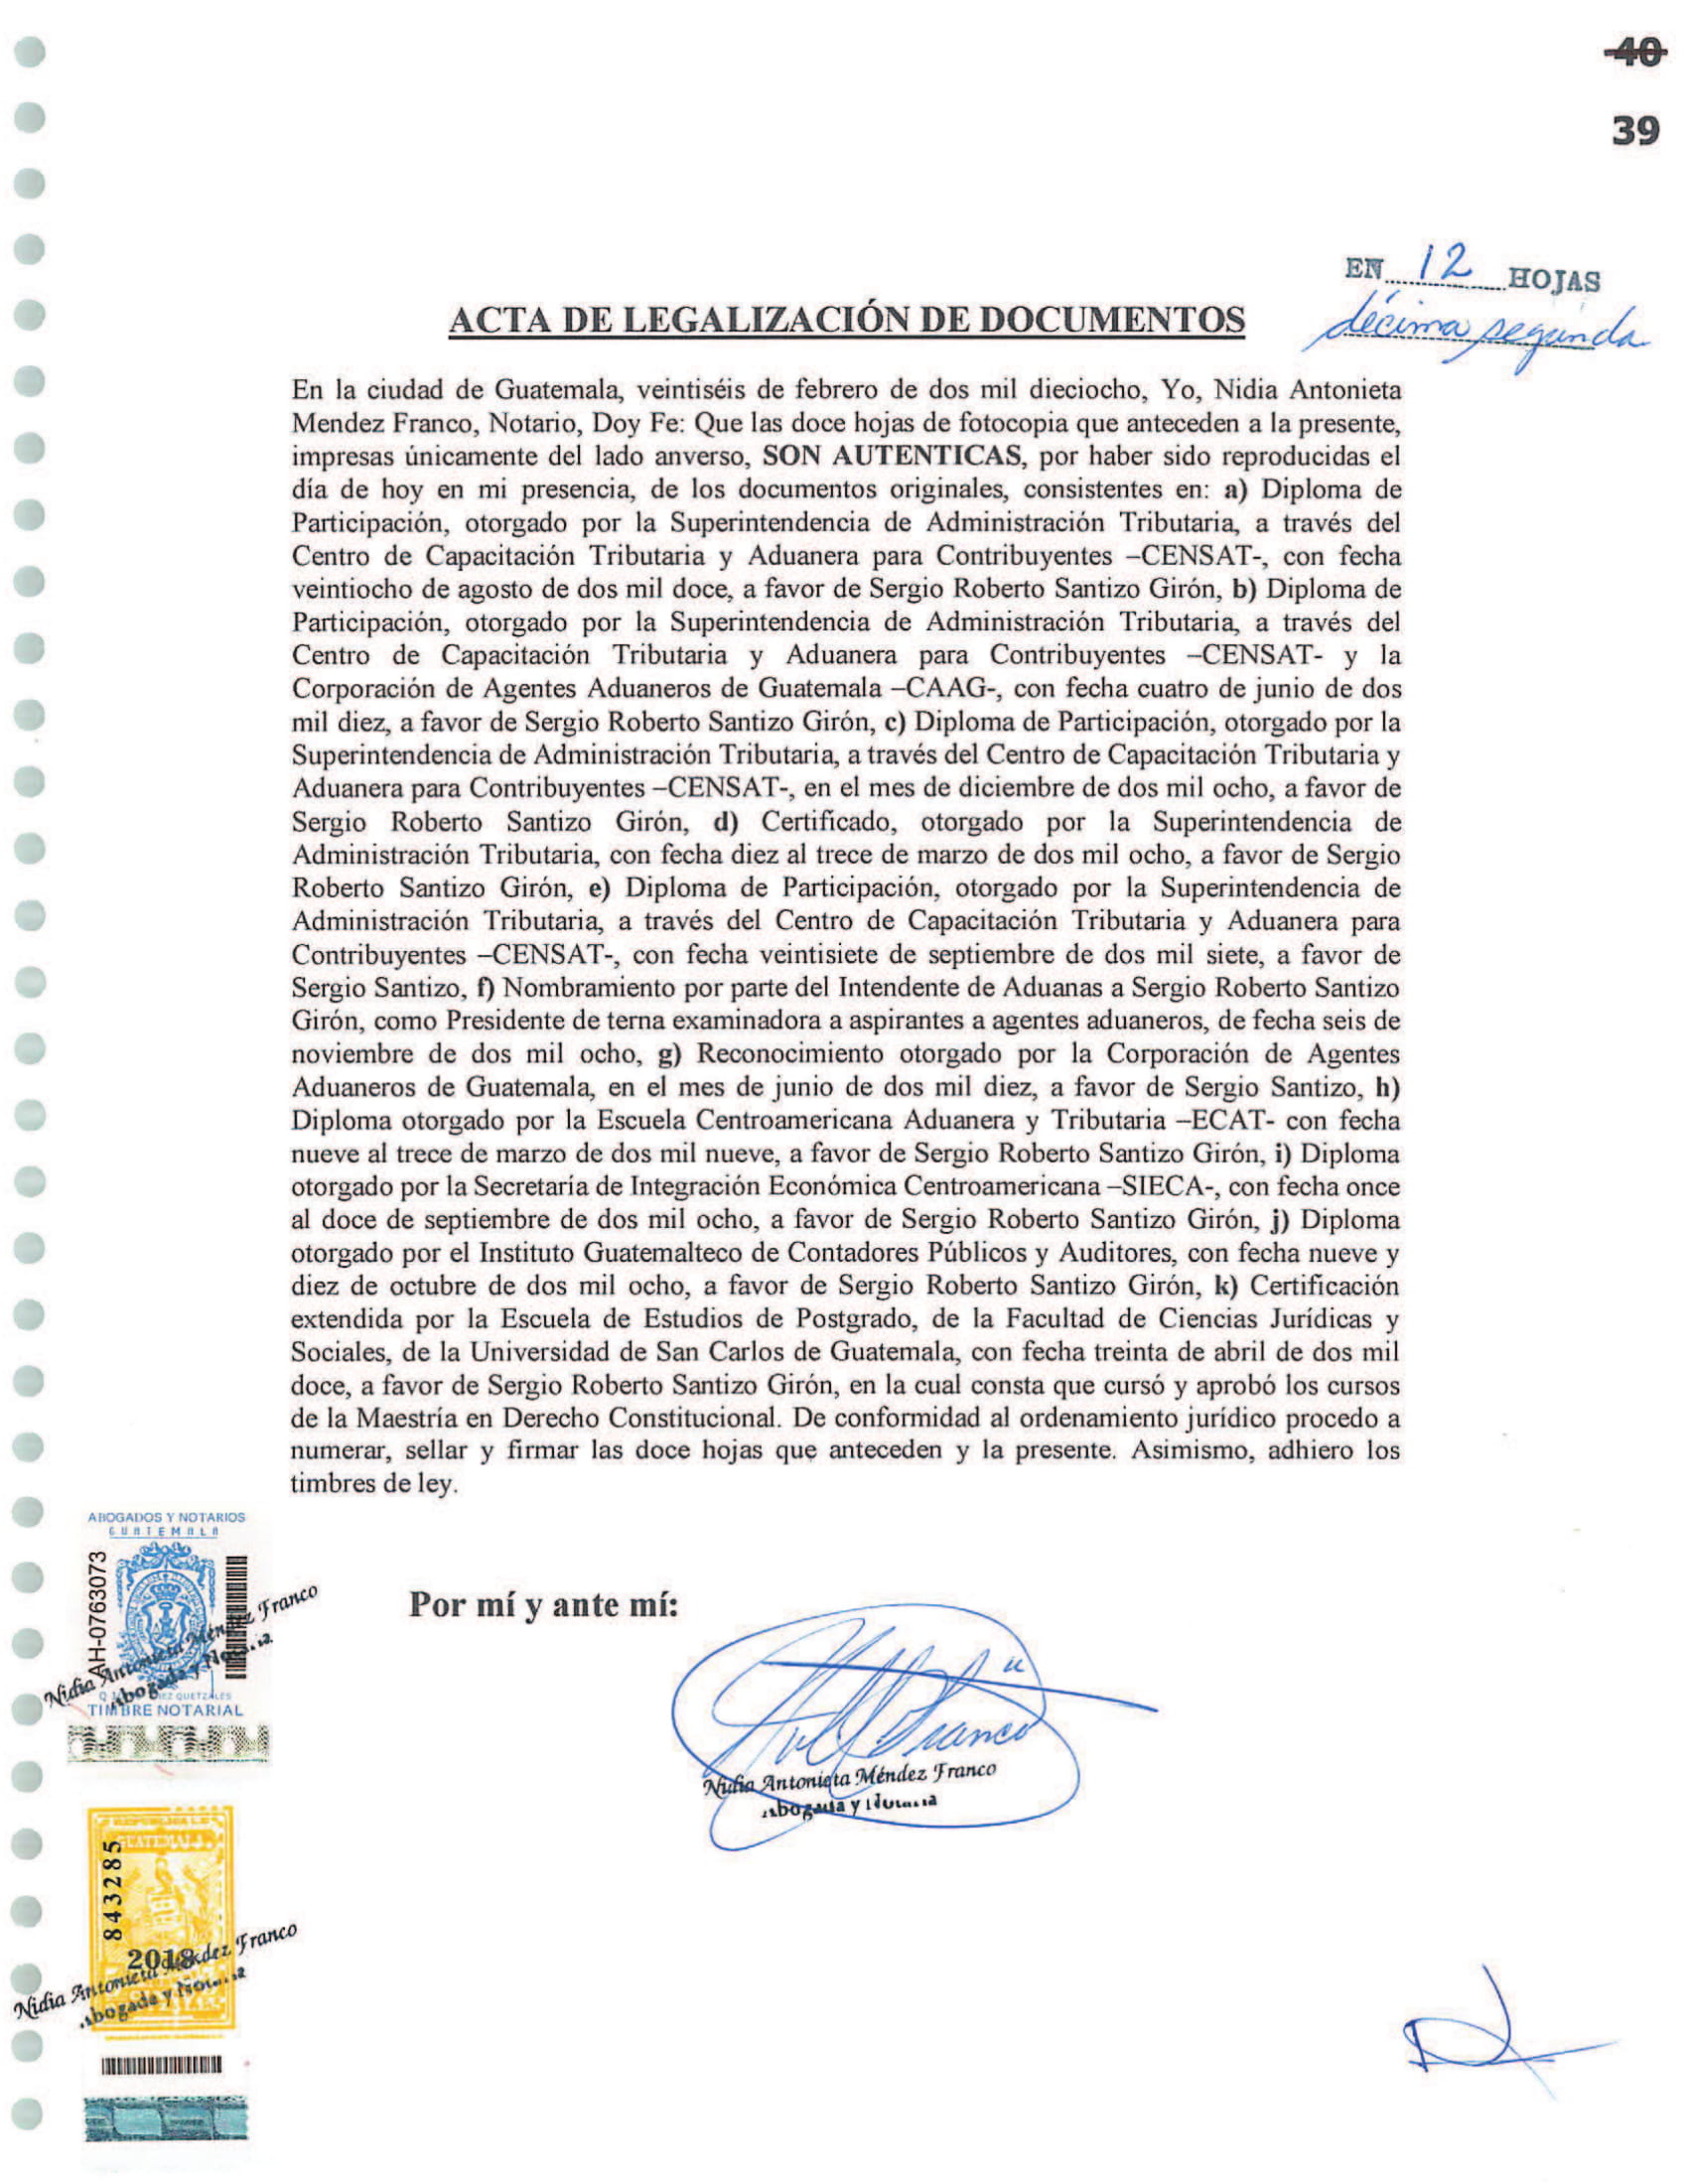 40
39
EN 12 HOJAS
décima segunda
ACTA DE LEGALIZACIÓN DE DOCUMENTOS
En la ciudad de Guatemala, veintiséis de febrero de dos mil dieciocho, Yo, Nidia Antonieta
Mendez Franco, Notario, Doy Fe: Que las doce hojas de fotocopia que anteceden a la presente,
impresas únicamente del lado anverso, SON AUTENTICAS, por haber sido reproducidas el
día de hoy en mi presencia, de los documentos originales, consistentes en: a) Diploma de
Participación, otorgado por la Superintendencia de Administración Tributaria, a través del
Centro de Capacitación Tributaria y Aduanera para Contribuyentes –CENSAT-, con fecha
veintiocho de agosto de dos mil doce, a favor de Sergio Roberto Santizo Girón, b) Diploma de
Participación, otorgado por la Superintendencia de Administración Tributaria, a través del
Centro de Capacitación Tributaria y Aduanera para Contribuyentes –CENSAT- y la
Corporación de Agentes Aduaneros de Guatemala –CAAG-, con fecha cuatro de junio de dos
mil diez, a favor de Sergio Roberto Santizo Girón, c) Diploma de Participación, otorgado por la
Superintendencia de Administración Tributaria, a través del Centro de Capacitación Tributaria y
Aduanera para Contribuyentes –CENSAT-, en el mes de diciembre de dos mil ocho, a favor de
Sergio Roberto Santizo Girón, d) Certificado, otorgado por la Superintendencia de
Administración Tributaria, con fecha diez al trece de marzo de dos mil ocho, a favor de Sergio
Roberto Santizo Girón, e) Diploma de Participación, otorgado por la Superintendencia de
Administración Tributaria, a través del Centro de Capacitación Tributaria y Aduanera para
Contribuyentes –CENSAT-, con fecha veintisiete de septiembre de dos mil siete, a favor de
Sergio Santizo, f) Nombramiento por parte del Intendente de Aduanas a Sergio Roberto Santizo
Girón, como Presidente de terna examinadora a aspirantes a agentes aduaneros, de fecha seis de
noviembre de dos mil ocho, g) Reconocimiento otorgado por la Corporación de Agentes
Aduaneros de Guatemala, en el mes de junio de dos mil diez, a favor de Sergio Santizo, h)
Diploma otorgado por la Escuela Centroamericana Aduanera y Tributaria –ECAT- con fecha
nueve al trece de marzo de dos mil nueve, a favor de Sergio Roberto Santizo Girón, i) Diploma
otorgado por la Secretaría de Integración Económica Centroamericana –SIECA-, con fecha once
al doce de septiembre de dos mil ocho, a favor de Sergio Roberto Santizo Girón, j) Diploma
otorgado por el Instituto Guatemalteco de Contadores Públicos y Auditores, con fecha nueve y
diez de octubre de dos mil ocho, a favor de Sergio Roberto Santizo Girón, k) Certificación
extendida por la Escuela de Estudios de Postgrado, de la Facultad de Ciencias Jurídicas y
Sociales, de la Universidad de San Carlos de Guatemala, con fecha treinta de abril de dos mil
doce, a favor de Sergio Roberto Santizo Girón, en la cual consta que cursó y aprobó los cursos
de la Maestría en Derecho Constitucional. De conformidad al ordenamiento jurídico procedo a
numerar, sellar y firmar las doce hojas que anteceden y la presente. Asimismo, adhiero los
timbres de ley.
ABOGADOS Y NOTARIOS
GUATEMALA
AH-0763073
Nidia Antonieta Méndez Franco
Abogada y Notaria
QUETZALES
TIMBRE NOTARIAL
Por mí y ante mí:
Franco
Nidia Antonieta Méndez Franco
Abogada y Notaria
GUATEMALA
843285
2018
Nidia Antonieta Méndez Franco
Abogada y Notaria